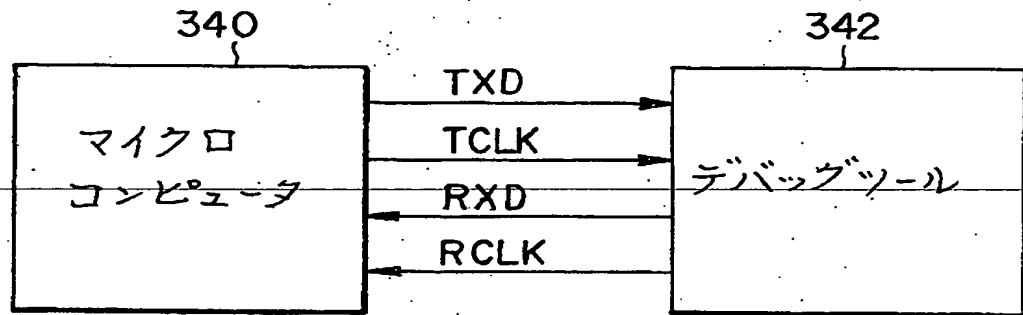 340
342
マイクロ
コンピュータ
TXD
TCLK
RXD
RCLK
デバッグツール